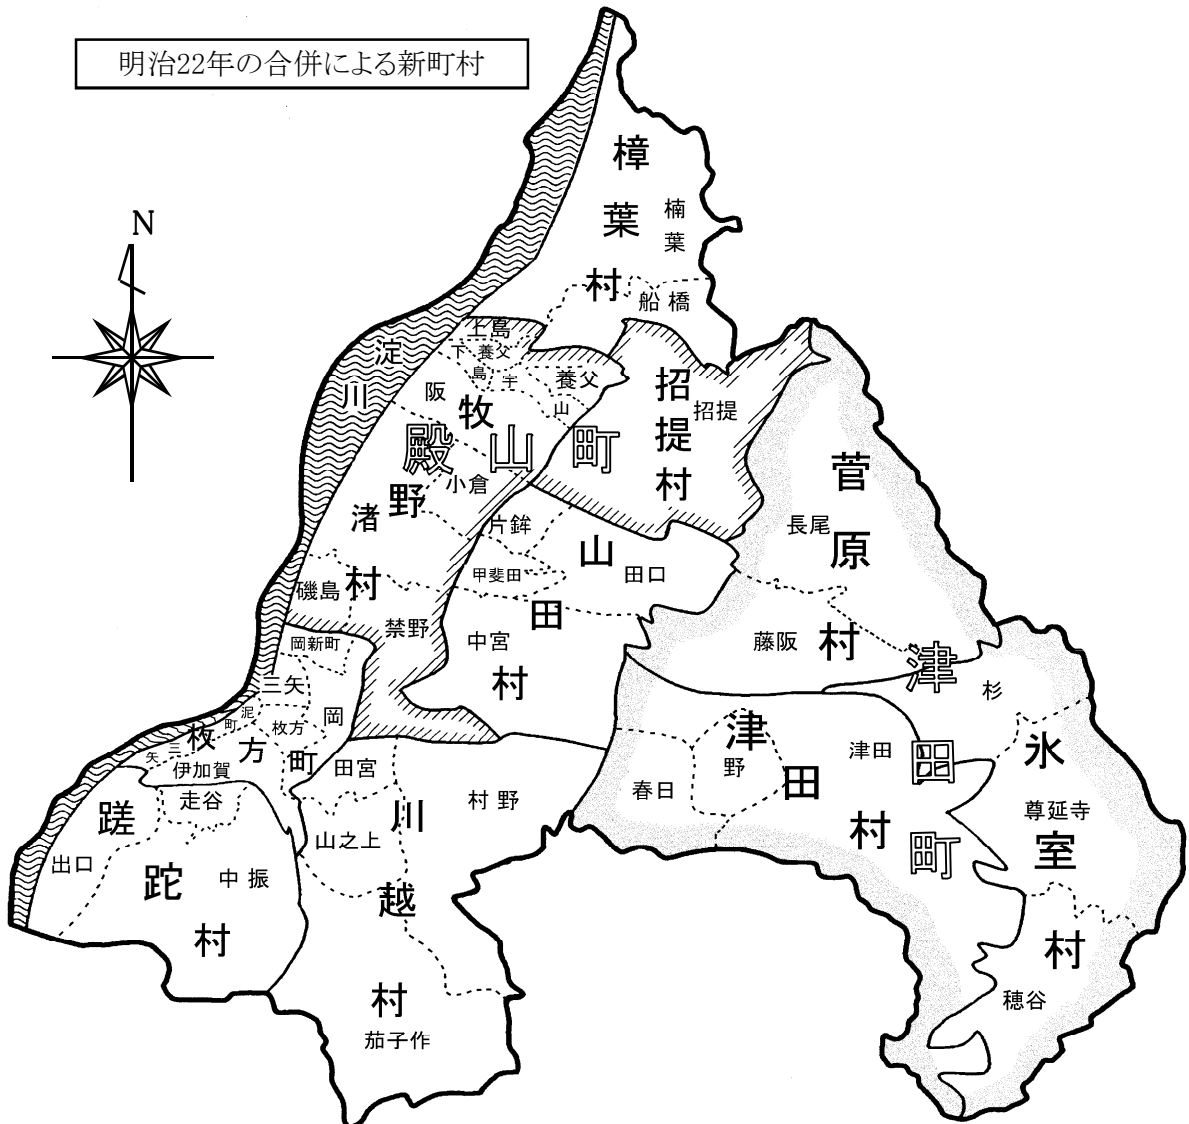 明治22年の合併による新町村
N
樟葉村
楠葉
船橋
淀川
上島
下島
養父
宇山
養父
阪
牧野村
殿山町
小倉
渚
磯島
禁野
招提村
招提
片鉾
甲斐田
山田村
田口
中宮
菅原村
長尾
藤阪
津田町
杉
氷室村
尊延寺
穂谷
津田村
津田
野
春日
岡新町
三矢
泥町
枚方
岡
三矢
枚方町
伊加賀
走谷
蹉跎村
出口
中振
田宮
村野
山之上
川越村
茄子作